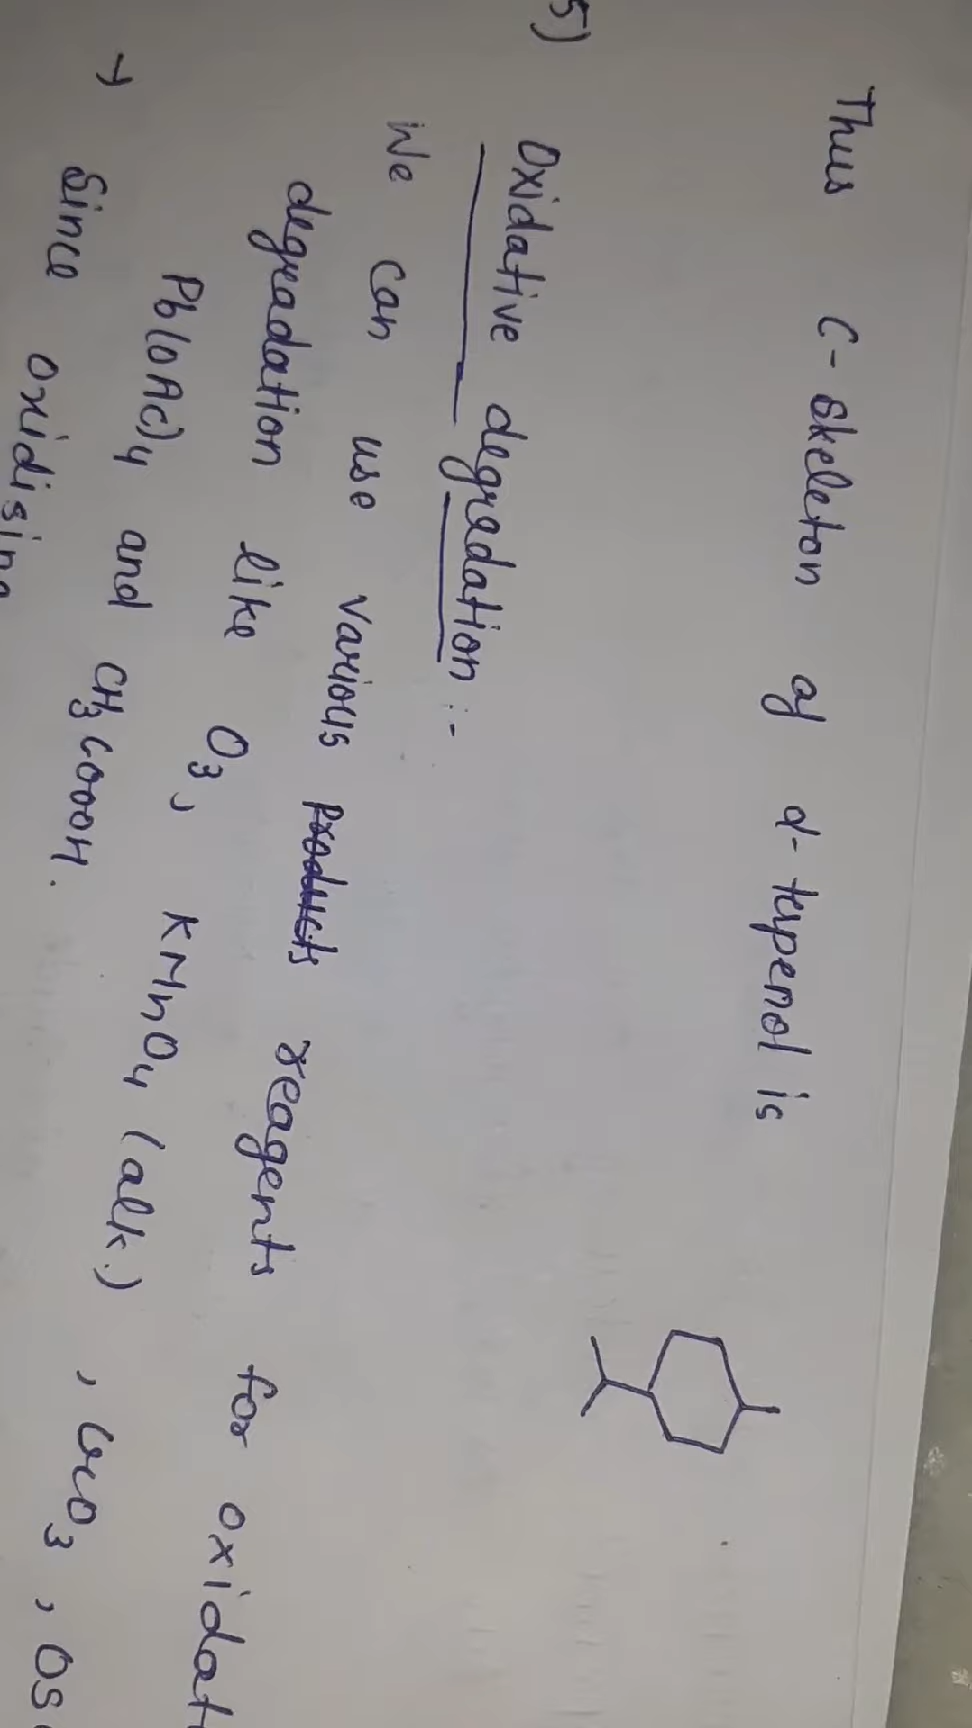 Thus C-Skeleton of α-terpenol is
5) Oxidative degradation :-
We can use various products reagents for oxidat
degradation like O3, KMnO4 (alk.), CrO3, OS
Pb(OAc)4 and CH3COOOH.
→ Since oxidising